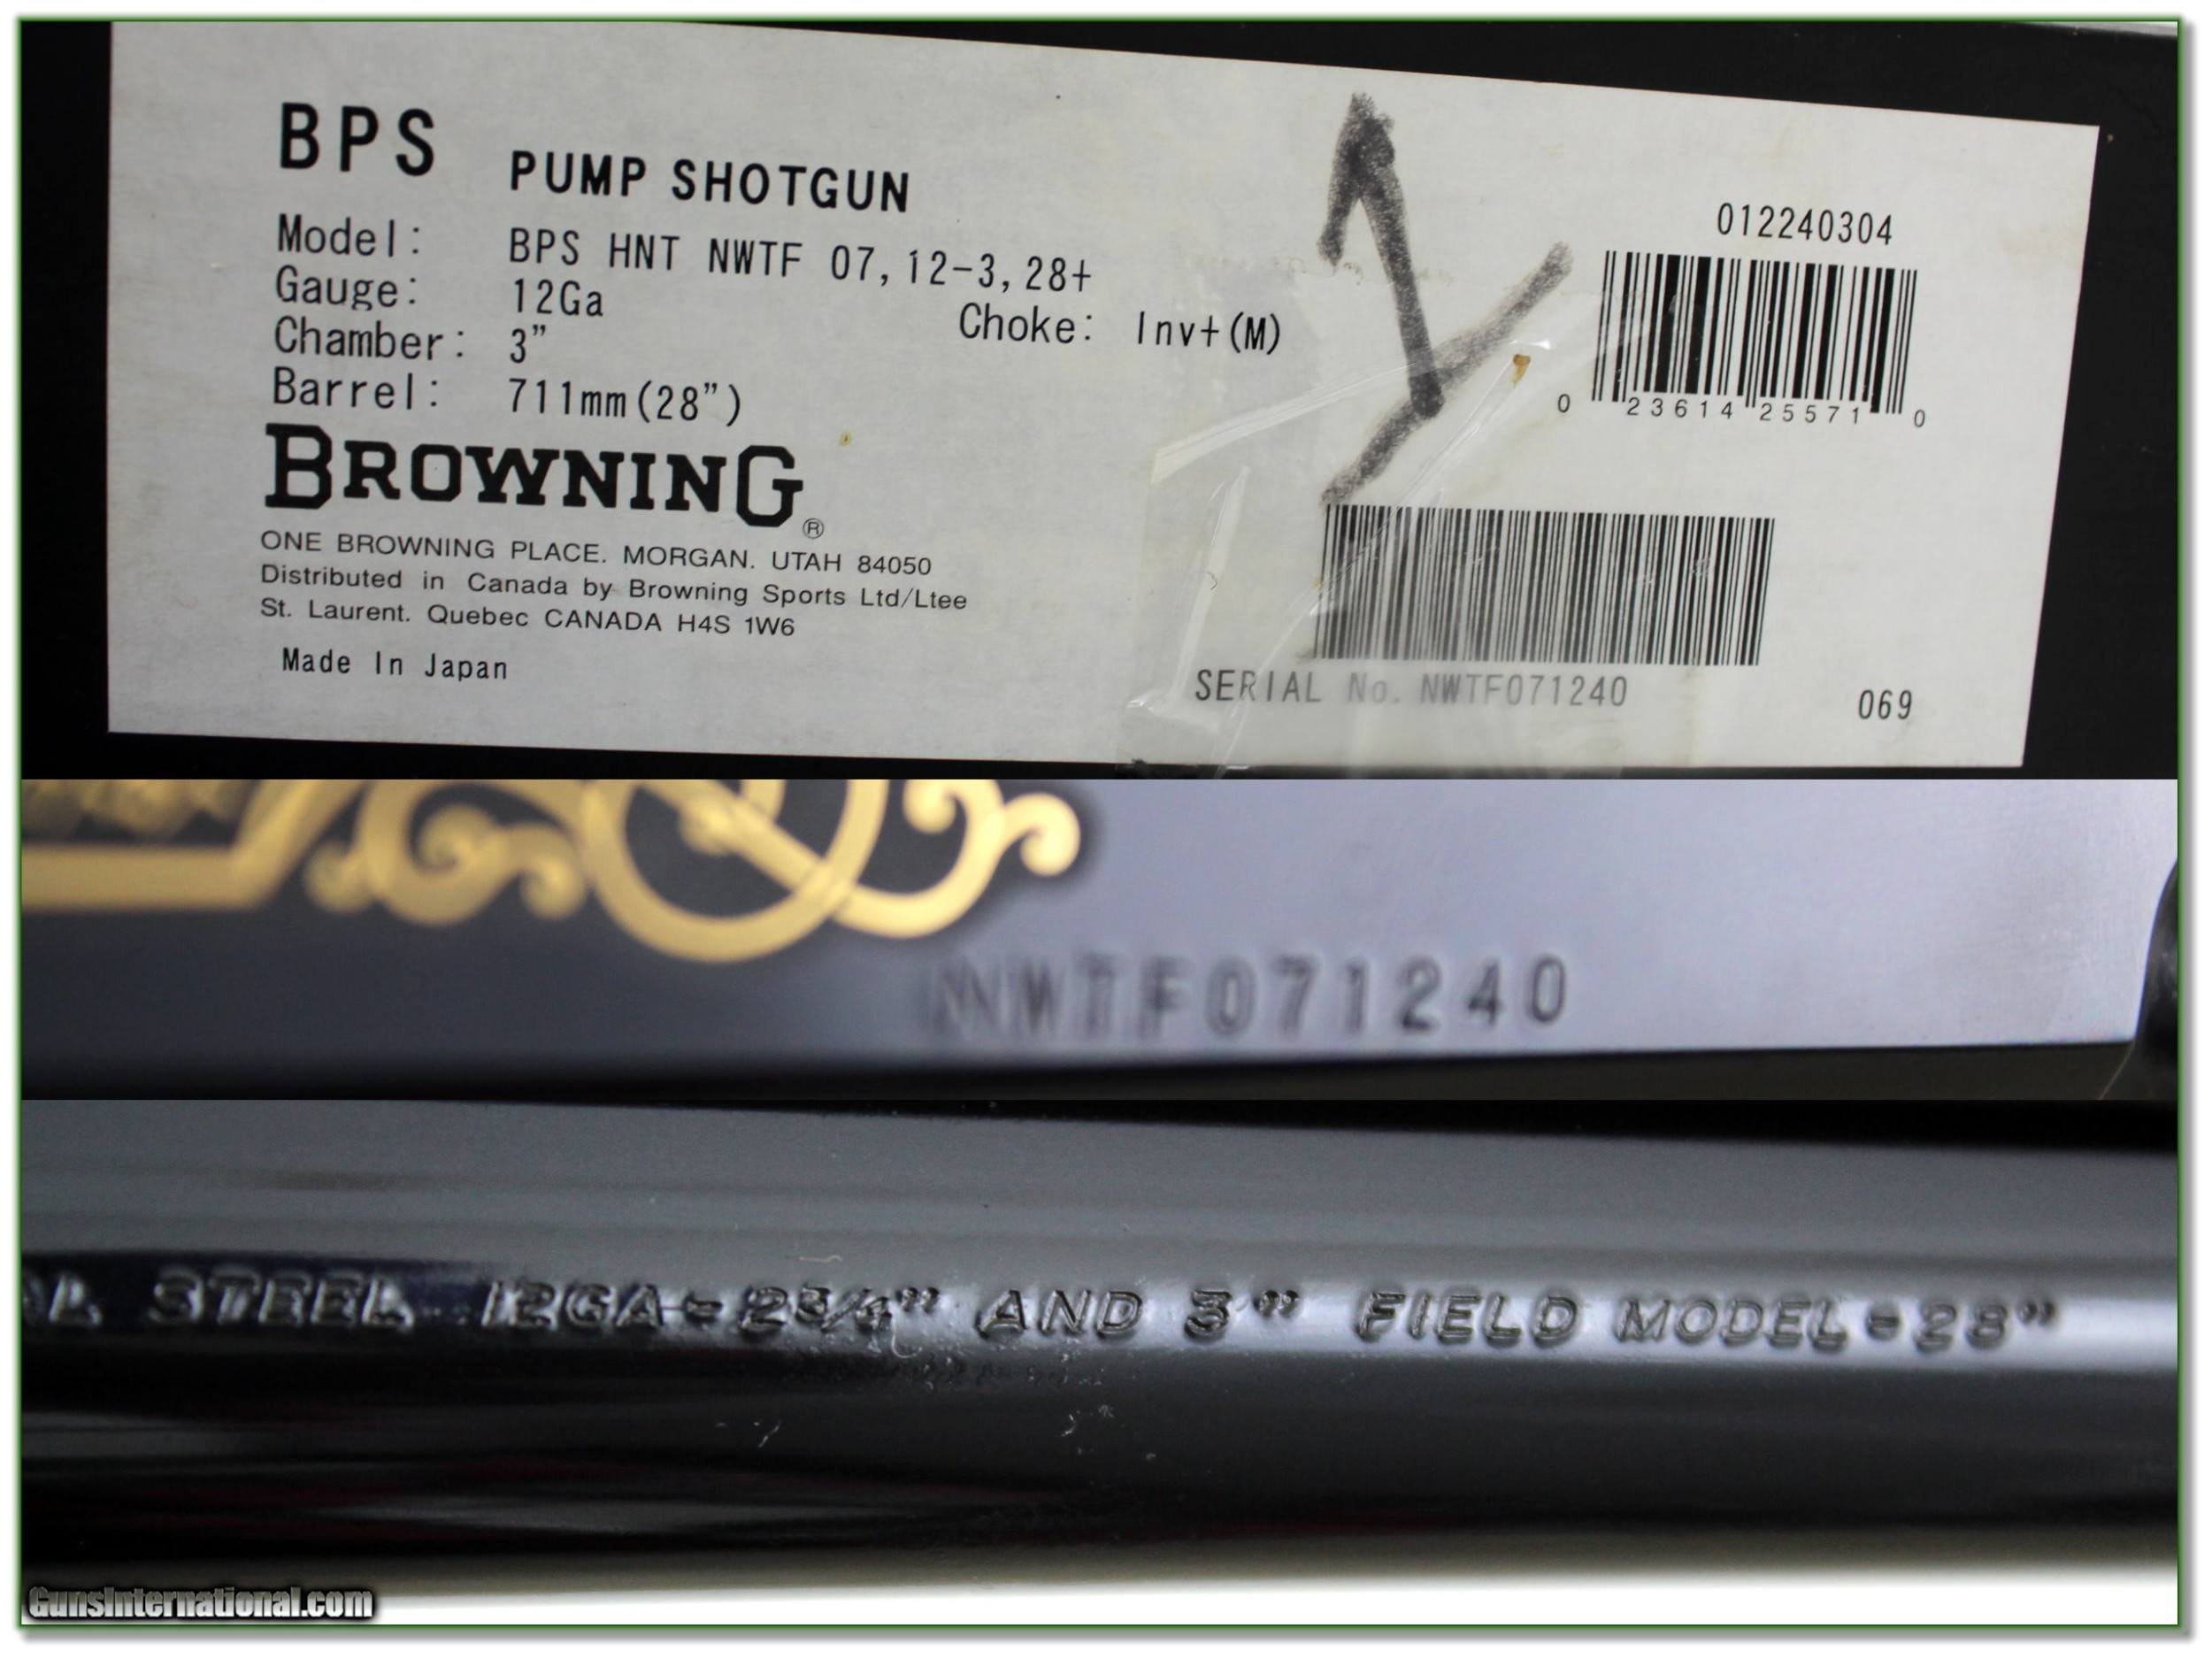 BPS PUMP SHOTGUN
Model: BPS HNT NWTF 07,12-3,28+
Gauge: 12Ga Choke: Inv+(M)
Chamber: 3”
Barrel: 711mm(28”)
BROWNING®
ONE BROWNING PLACE. MORGAN. UTAH 84050
Distributed in Canada by Browning Sports Ltd/Ltee
St. Laurent. Quebec CANADA H4S 1W6
Made In Japan
012240304
0 23614 25571 0
SERIAL No. NWTF071240
069
NWTF071240
STEEL 12GA-2¾” AND 3” FIELD MODEL-28”
GunsInternational.com